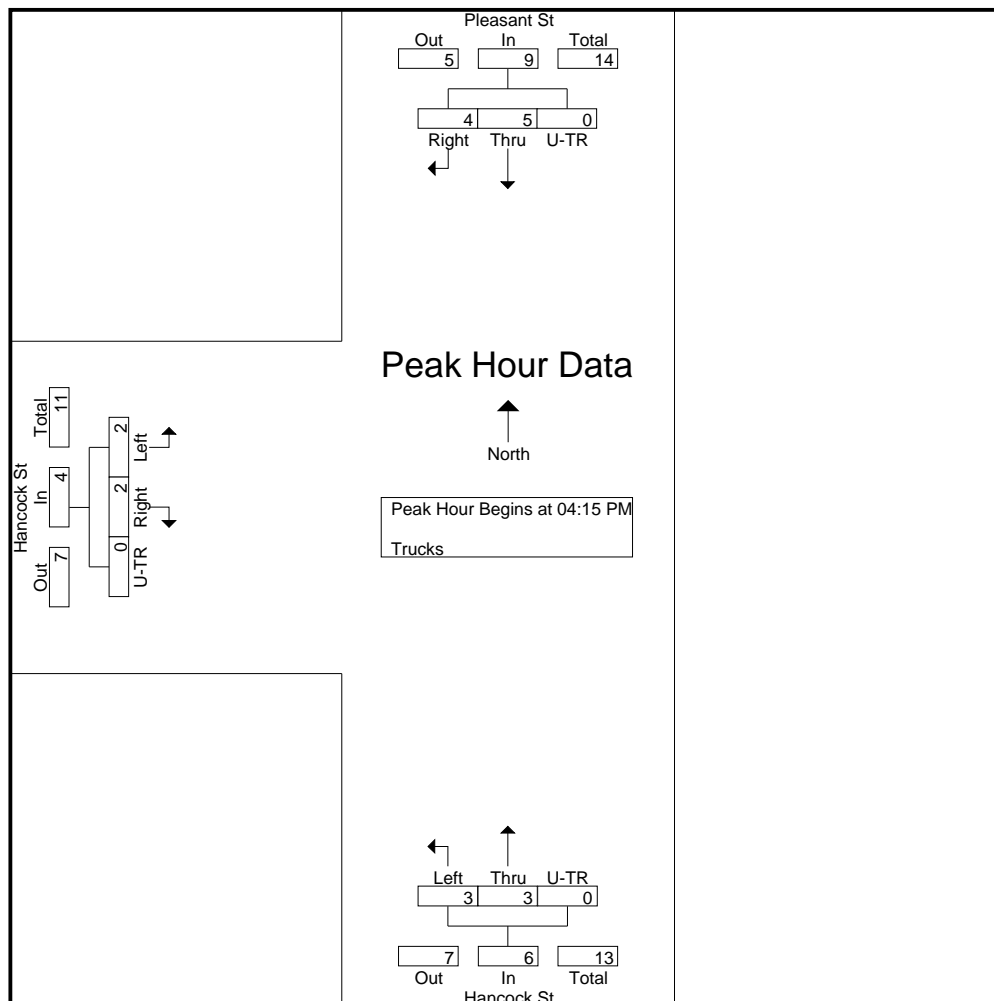 Pleasant St
Out In Total
5 9 14
4 5 0
Right Thru U-TR
Peak Hour Data
North
Peak Hour Begins at 04:15 PM
Trucks
Hancock St
Out In Total
7 4 11
0 2 2
U-TR Right Left
Left Thru U-TR
3 3 0
7 6 13
Out In Total
Hancock St